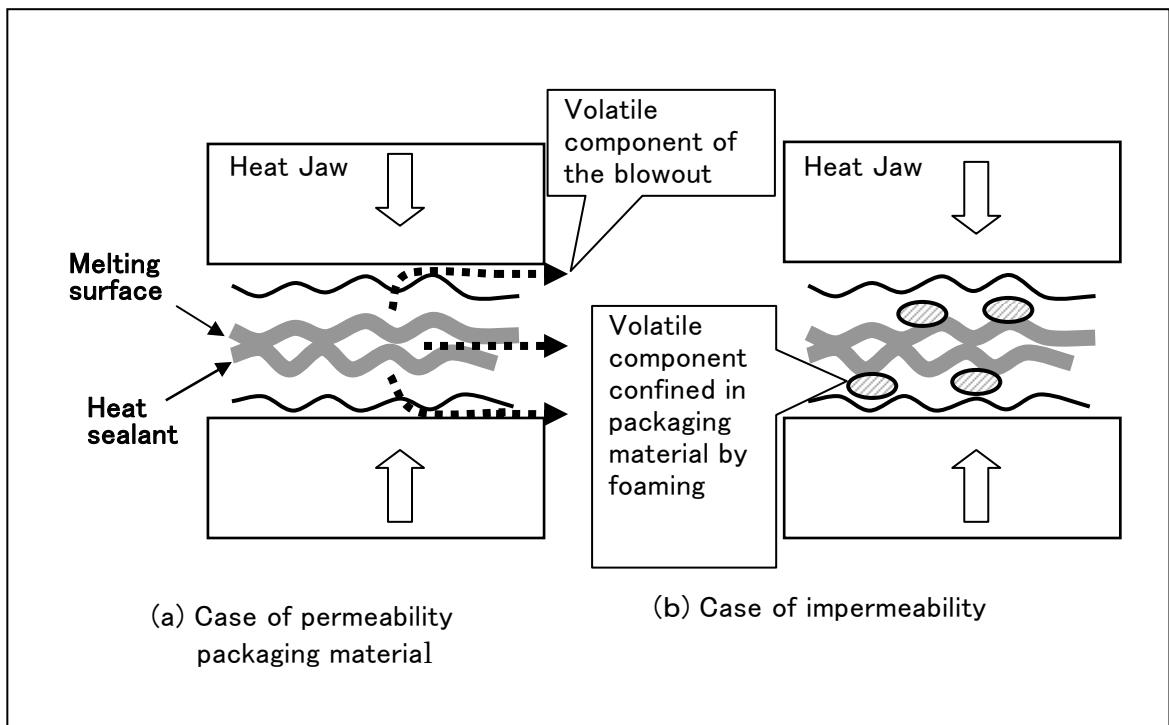 Heat Jaw
Volatile
component of
the blowout
Heat Jaw
Melting
surface
Heat
sealant
Volatile
component
confined in
packaging
material by
foaming
(a) Case of permeability
packaging material
(b) Case of impermeability